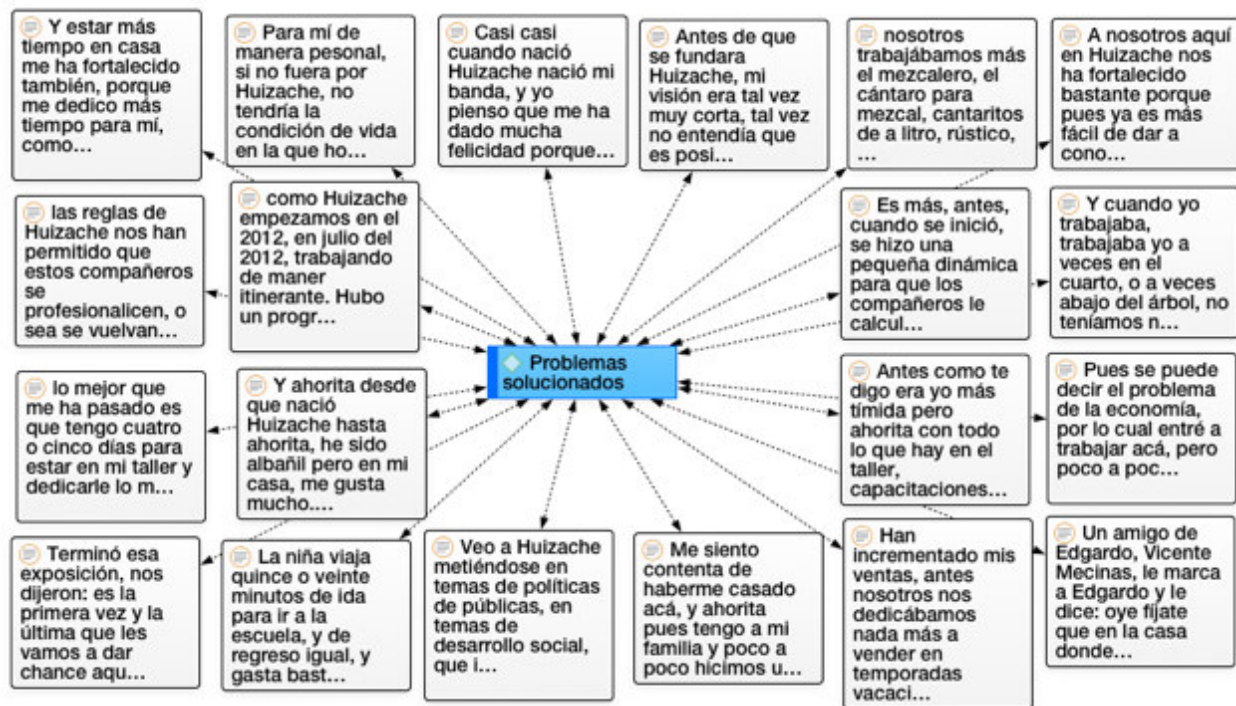 Y estar más
tiempo en casa
me ha fortalecido
también, porque
me dedico más
tiempo para mí,
como…
Para mí de
manera pesonal,
si no fuera por
Huizache, no
tendría la
condición de vida
en la que ho…
Casi casi
cuando nació
Huizache nació mi
banda, y yo
pienso que me ha
dado mucha
felicidad porque…
Antes de que
se fundara
Huizache, mi
visión era tal vez
muy corta, tal vez
no entendía que
es posi…
nosotros
trabajábamos más
el mezcalero, el
cántaro para
mezcal, cantaritos
de a litro, rústico,
…
A nosotros aquí
en Huizache nos
ha fortalecido
bastante porque
pues ya es más
fácil de dar a
cono…
las reglas de
Huizache nos han
permitido que
estos compañeros
se
profesionalicen, o
sea se vuelvan…
como Huizache
empezamos en el
2012, en julio del
2012, trabajando
de maner
itinerante. Hubo
un progr…
Es más, antes,
cuando se inició,
se hizo una
pequeña dinámica
para que los
compañeros le
calcul…
Y cuando yo
trabajaba,
trabajaba yo a
veces en el
cuarto, o a veces
abajo del árbol, no
teníamos n…
Problemas
solucionados
lo mejor que
me ha pasado es
que tengo cuatro
o cinco días para
estar en mi taller y
dedicarle lo m…
Y ahorita desde
que nació
Huizache hasta
ahorita, he sido
albañil pero en mi
casa, me gusta
mucho.…
Antes como te
digo era yo más
tímida pero
ahorita con todo
lo que hay en el
taller,
capacitaciones…
Pues se puede
decir el problema
de la economía,
por lo cual entré a
trabajar acá, pero
poco a poc…
Terminó esa
exposición, nos
dijeron: es la
primera vez y la
última que les
vamos a dar
chance aqu…
La niña viaja
quince o veinte
minutos de ida
para ir a la
escuela, y de
regreso igual, y
gasta bast…
Veo a Huizache
metiéndose en
temas de políticas
de públicas, en
temas de
desarrollo social,
que i…
Me siento
contenta de
haberme casado
acá, y ahorita
pues tengo a mi
familia y poco a
poco hicimos u…
Han
incrementado mis
ventas, antes
nosotros nos
dedicábamos
nada más a
vender en
temporadas
vacaci…
Un amigo de
Edgardo, Vicente
Mecinas, le marca
a Edgardo y le
dice: oye fíjate
que en la casa
donde…